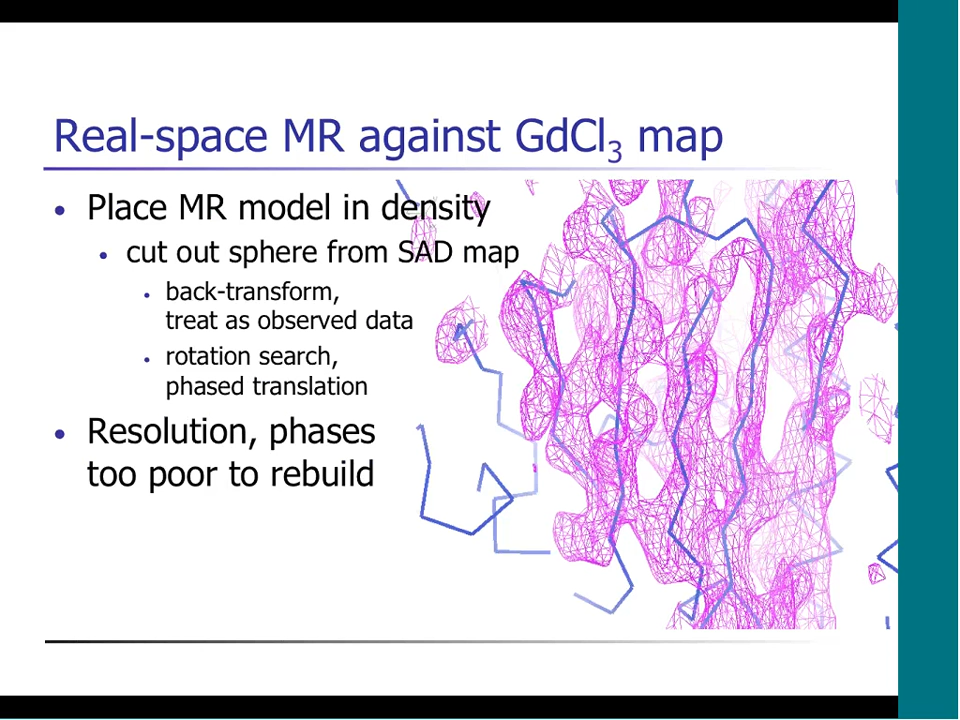 Real-space MR against GdCl₃ map
• Place MR model in density
• cut out sphere from SAD map
• back-transform,
treat as observed data
• rotation search,
phased translation
• Resolution, phases
too poor to rebuild